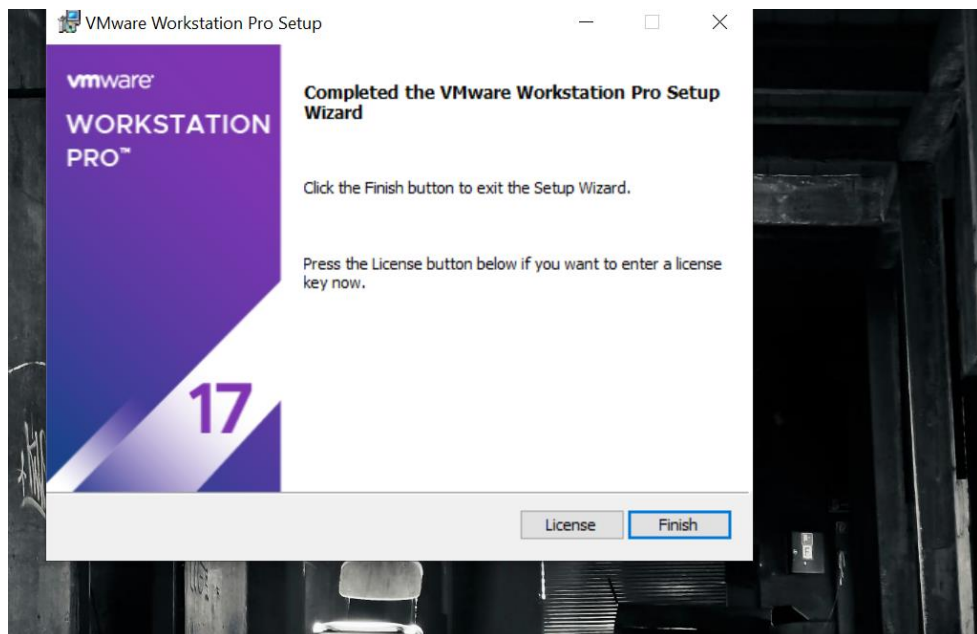 VMware Workstation Pro Setup
vmware®
WORKSTATION
PRO™
Completed the VMware Workstation Pro Setup
Wizard
Click the Finish button to exit the Setup Wizard.
Press the License button below if you want to enter a license
key now.
17
License
Finish